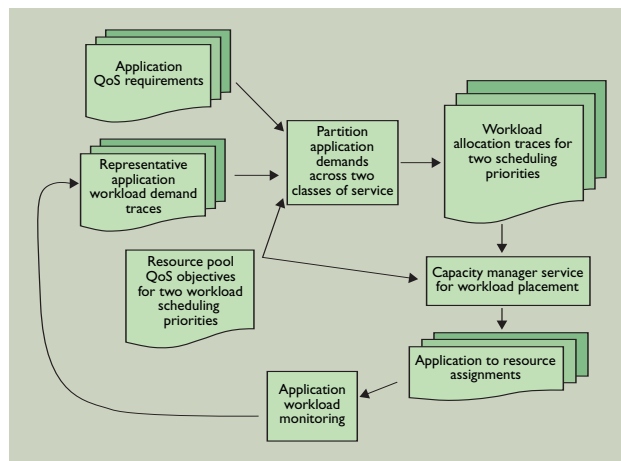 Application
QoS requirements
Representative
application
workload demand
traces
Resource pool
QoS objectives
for two workload
scheduling
priorities
Partition
application
demands
across two
classes of service
Workload
allocation traces for
two scheduling
priorities
Capacity manager service
for workload placement
Application to resource
assignments
Application
workload
monitoring